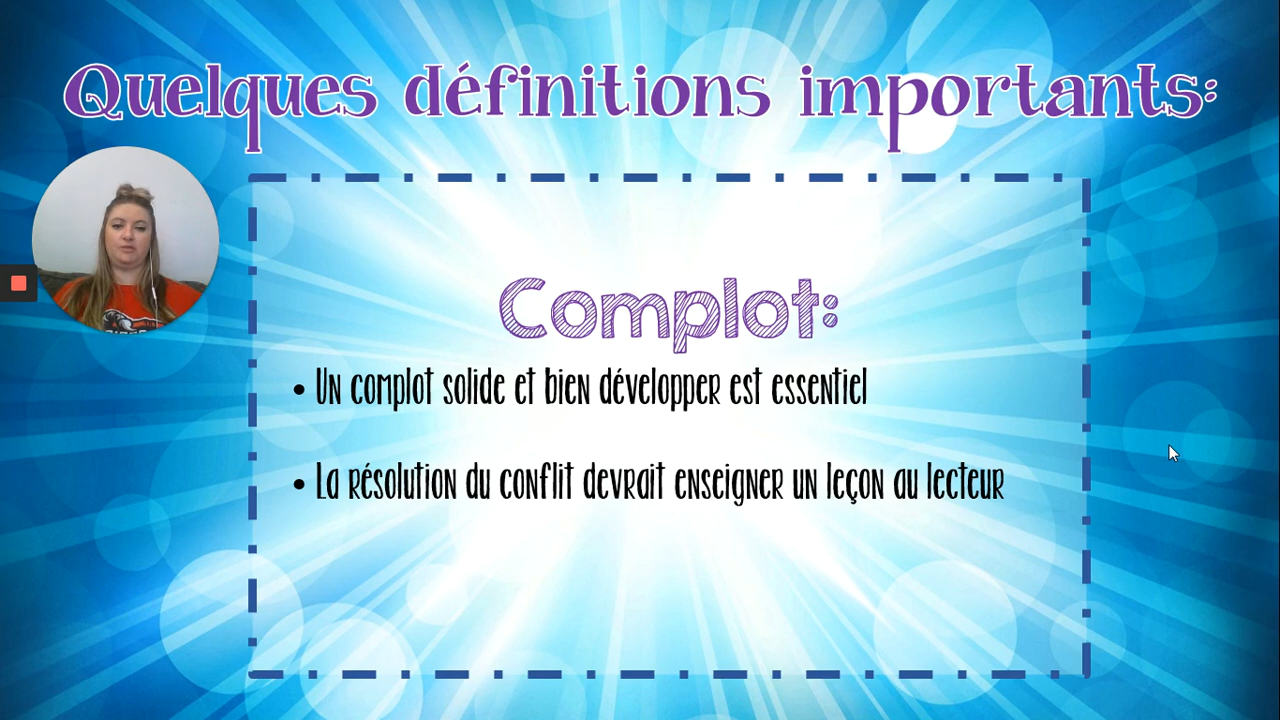 Quelques définitions importants:
Complot:
• Un complot solide et bien développer est essentiel
• La résolution du conflit devrait enseigner un leçon au lecteur